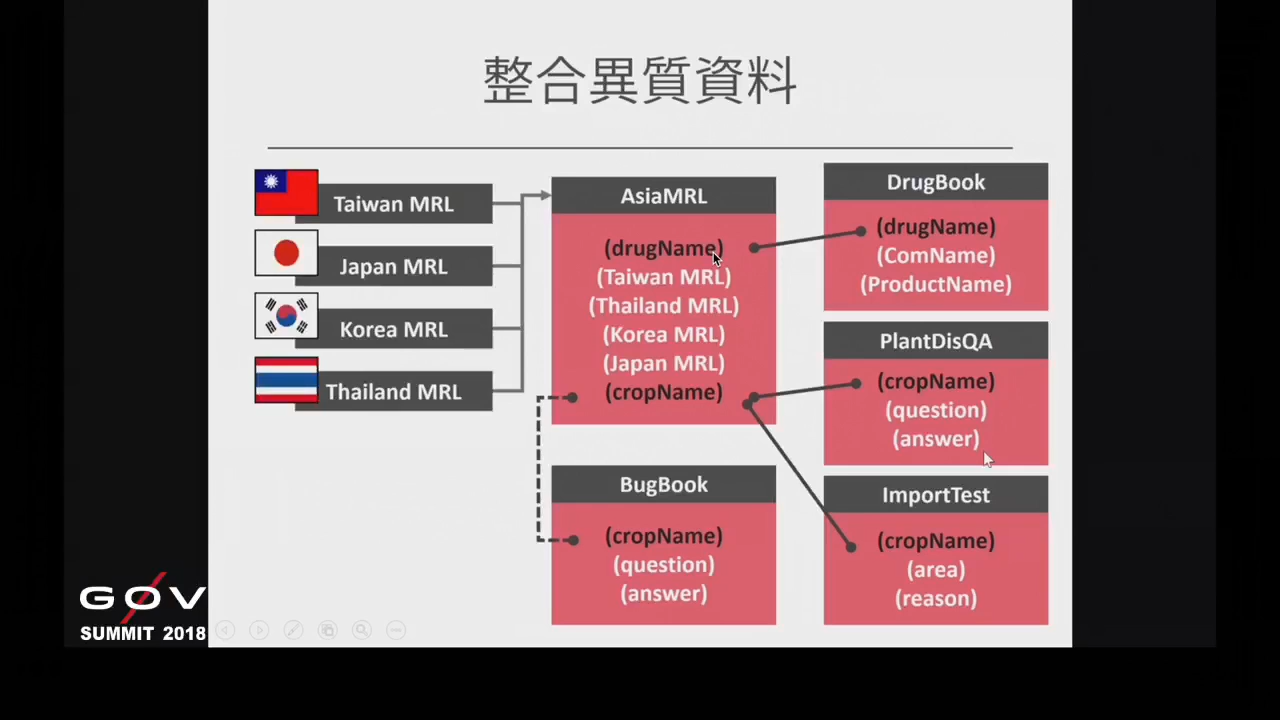 整合異質資料
Taiwan MRL
Japan MRL
Korea MRL
Thailand MRL
AsiaMRL
(drugName)
(Taiwan MRL)
(Thailand MRL)
(Korea MRL)
(Japan MRL)
(cropName)
BugBook
(cropName)
(question)
(answer)
DrugBook
(drugName)
(ComName)
(ProductName)
PlantDisQA
(cropName)
(question)
(answer)
ImportTest
(cropName)
(area)
(reason)
G0V
SUMMIT 2018